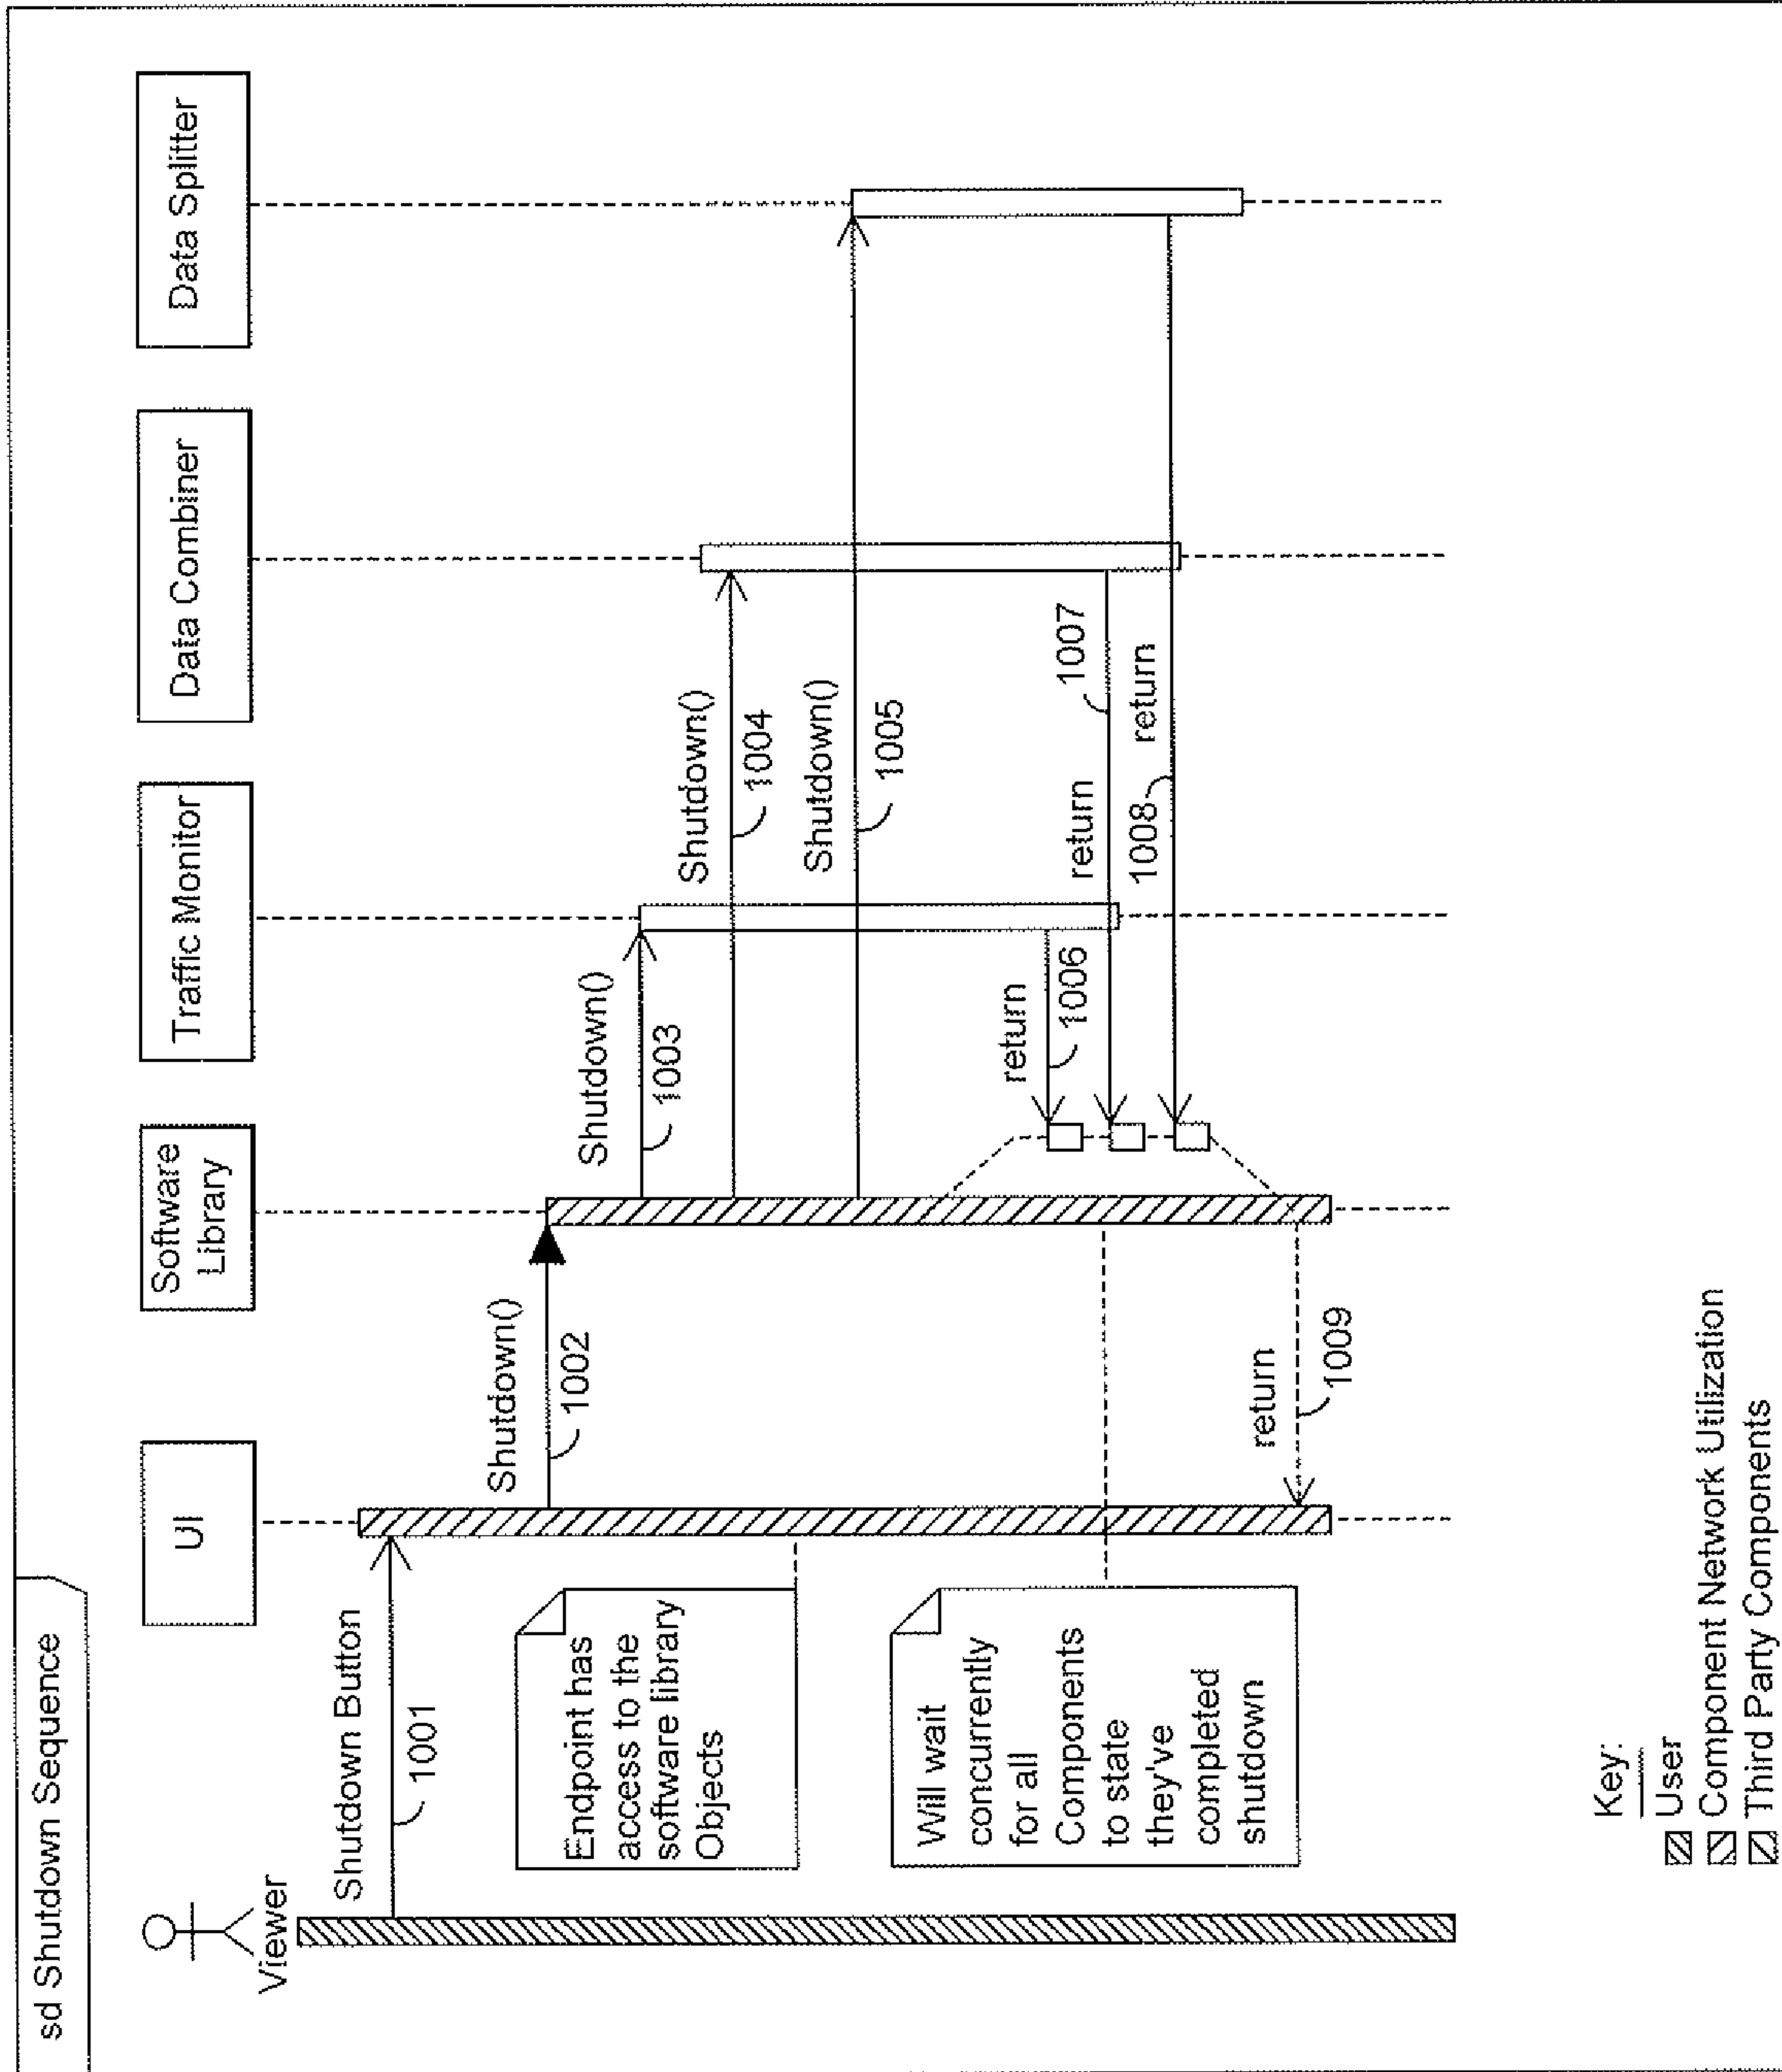 sd Shutdown Sequence
Viewer
UI
Software
Library
Traffic Monitor
Data Combiner
Data Splitter
Shutdown Button
1001
Shutdown()
1002
Shutdown()
1003
Shutdown()
1004
Shutdown()
1005
Endpoint has
access to the
software library
Objects
Will wait
concurrently
for all
Components
to state
they've
completed
shutdown
return
1006
return
1007
1008
return
return
1009
Key:
User
Component Network Utilization
Third Party Components